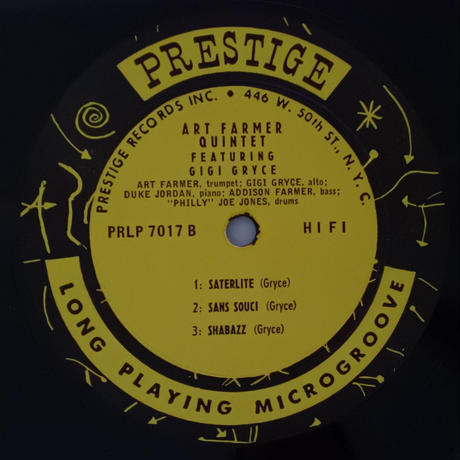 PRESTIGE
PRESTIGE RECORDS INC. • 446 W. 50th ST., N.Y.C.
ART FARMER
QUINTET
FEATURING
GIGI GRYCE
ART FARMER, trumpet; GIGI GRYCE, alto;
DUKE JORDAN, piano; ADDISON FARMER, bass;
"PHILLY" JOE JONES, drums
PRLP 7017 B
HIFI
1: SATERLITE (Gryce)
2: SANS SOUCI (Gryce)
3: SHABAZZ (Gryce)
LONG PLAYING MICROGROOVE